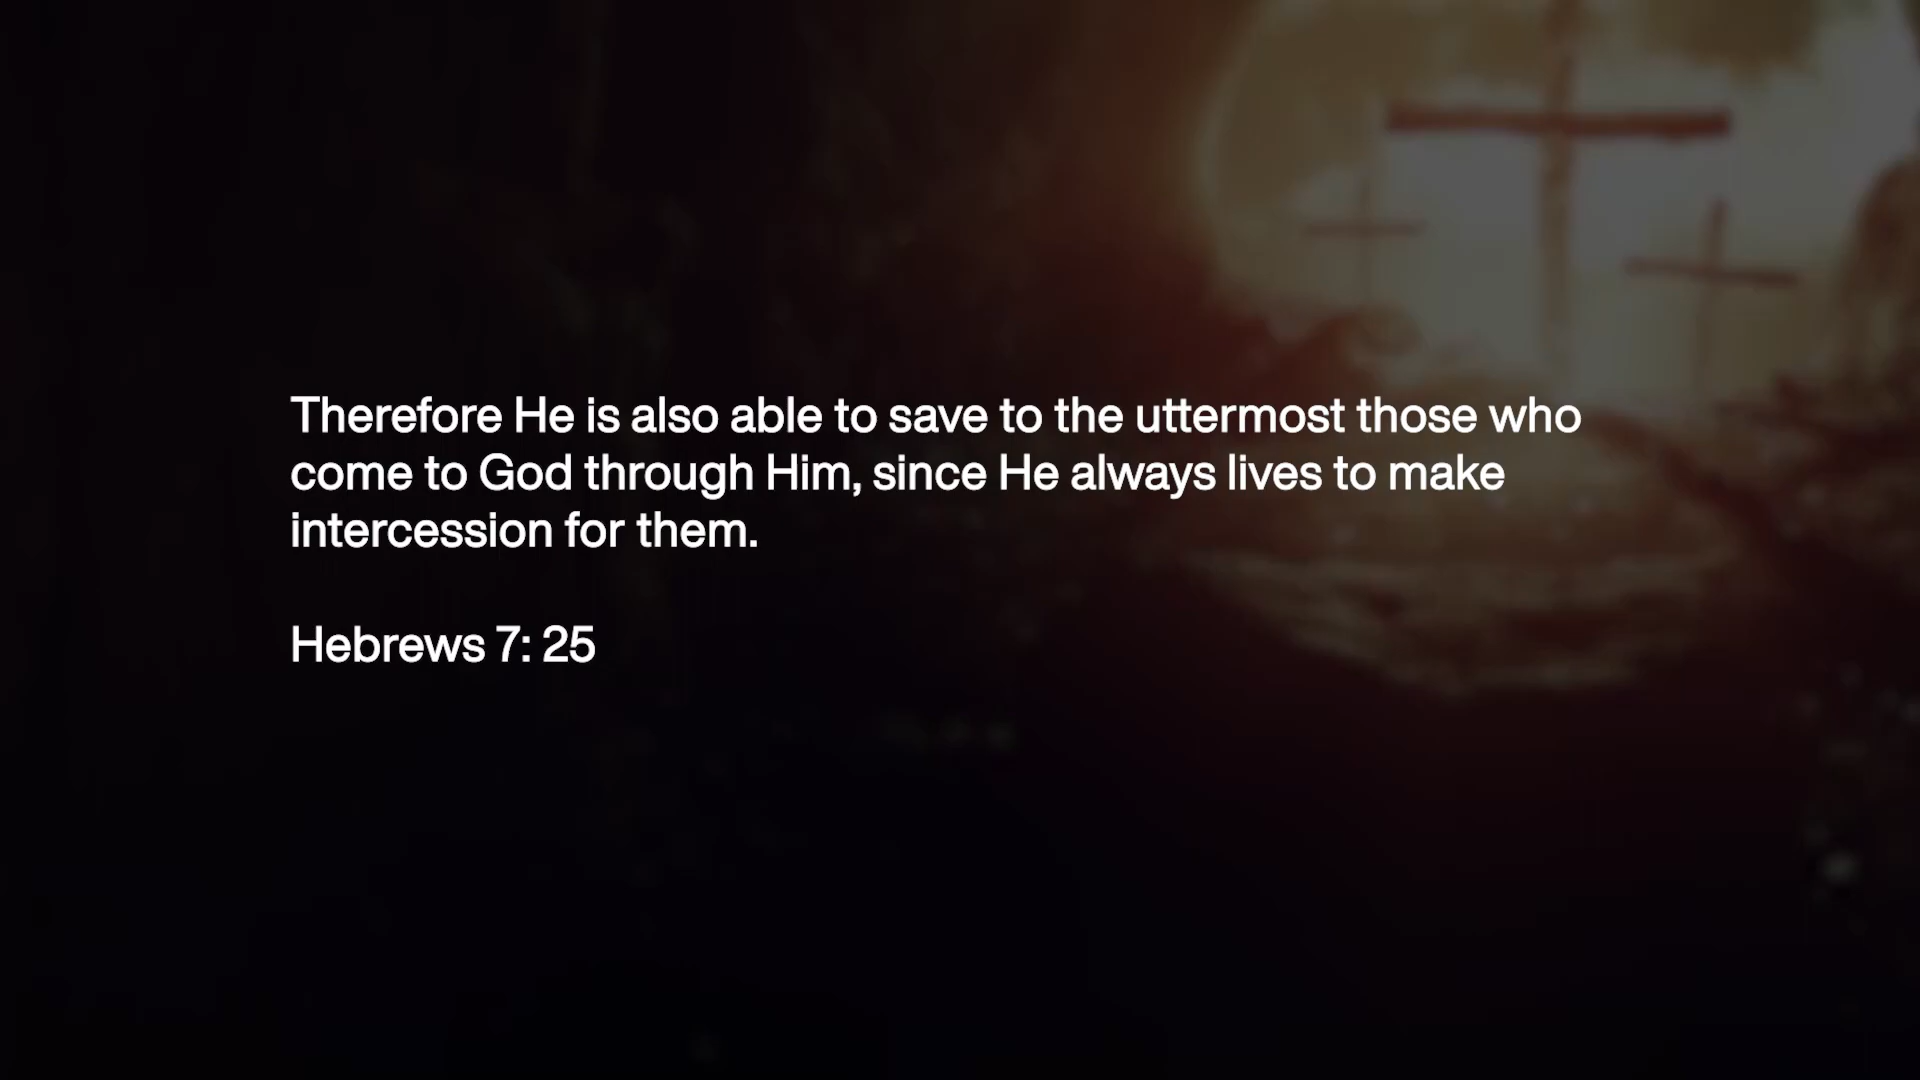 Therefore He is also able to save to the uttermost those who
come to God through Him, since He always lives to make
intercession for them.
Hebrews 7: 25